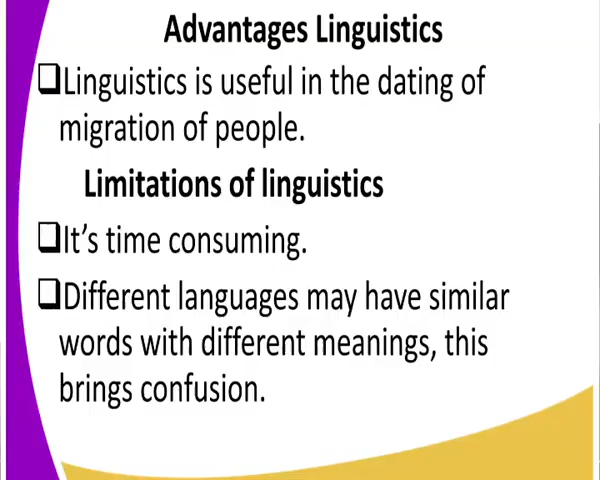 Advantages Linguistics
❑Linguistics is useful in the dating of
migration of people.
Limitations of linguistics
❑It’s time consuming.
❑Different languages may have similar
words with different meanings, this
brings confusion.